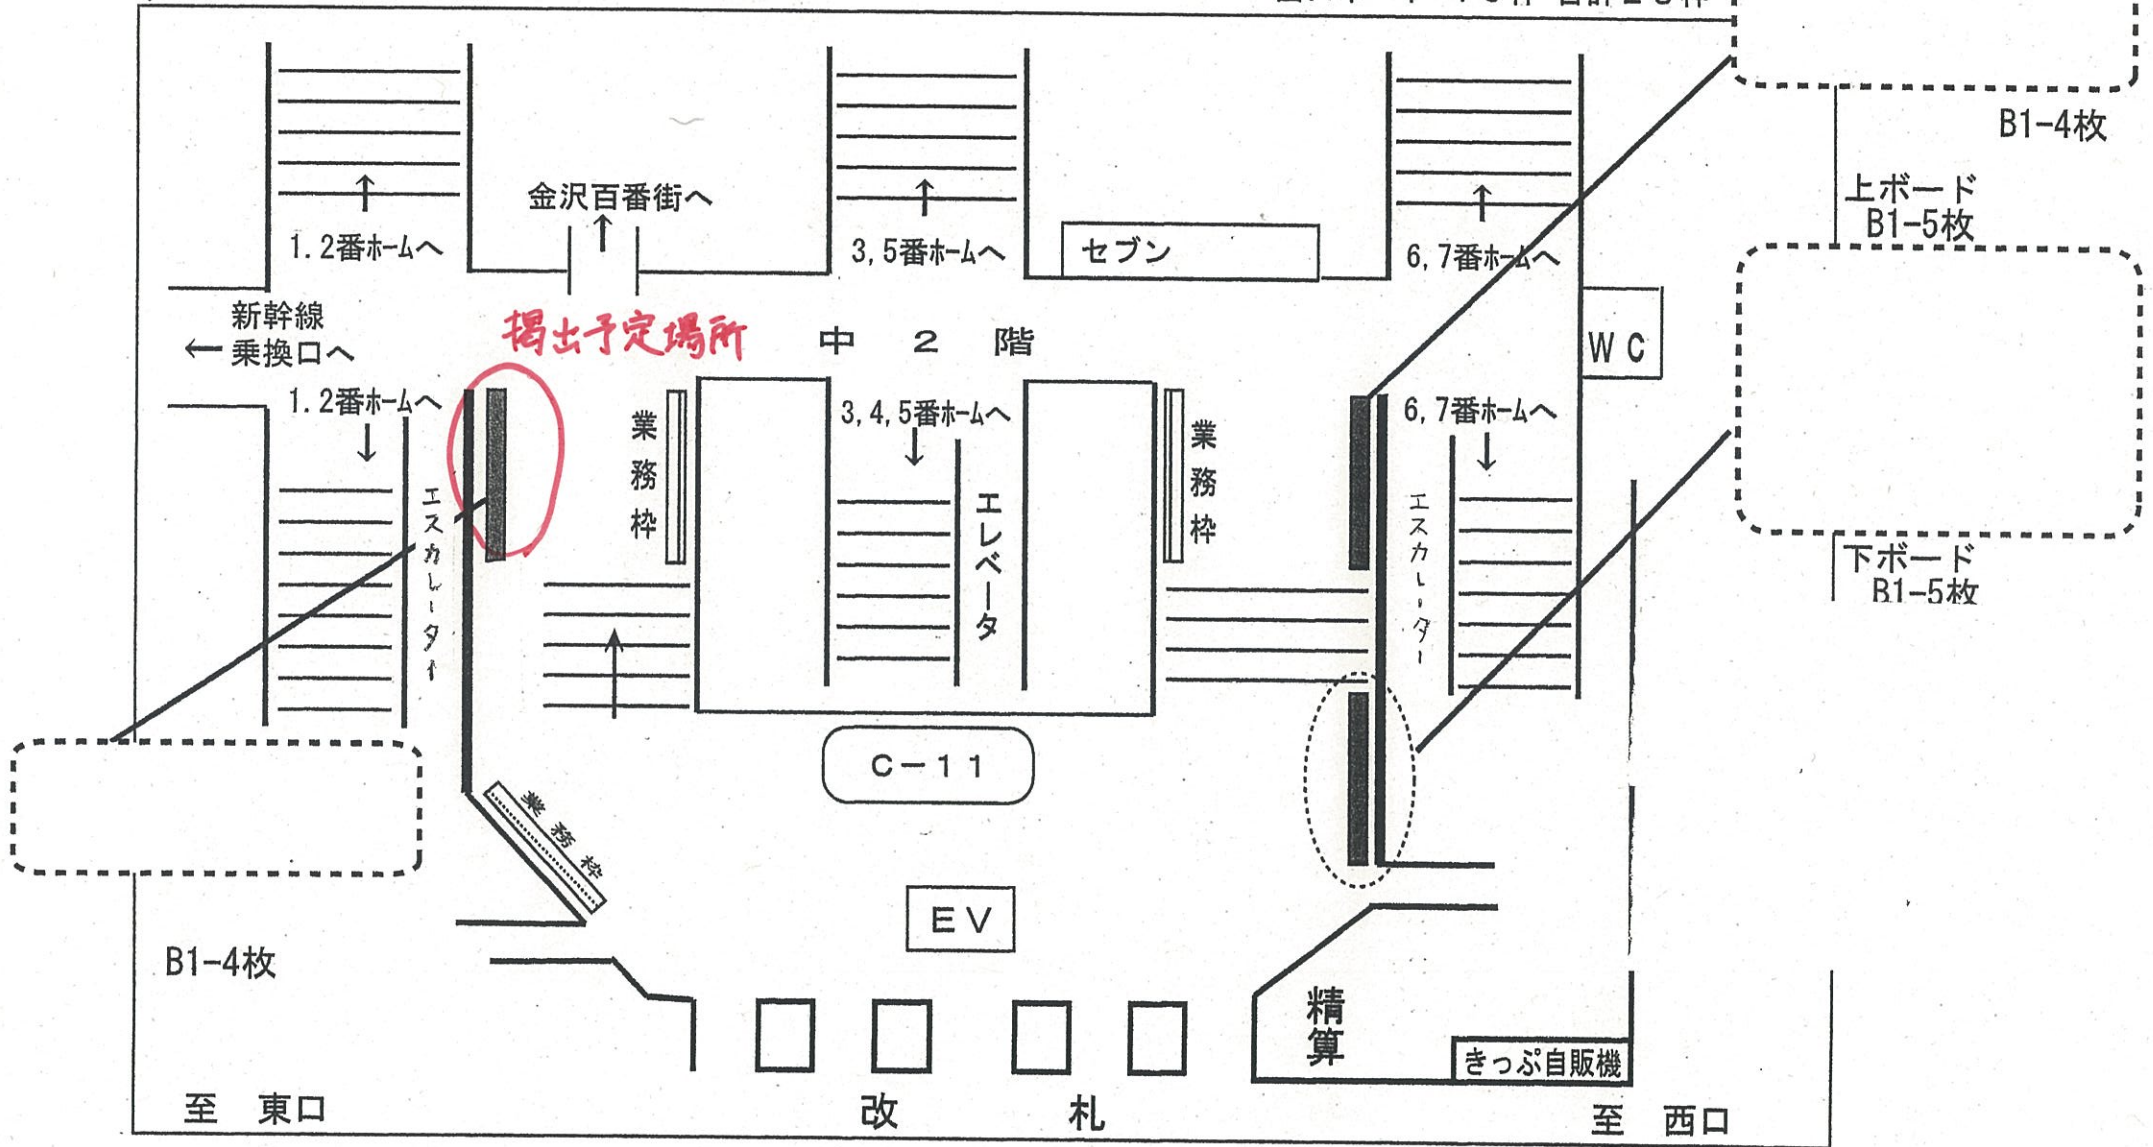 B1-4枚
上ボード
B1-5枚
金沢百番街へ
↑
↑
↑
↑
1.2番ホームへ
3,5番ホームへ
セブン
6,7番ホームへ
新幹線
←乗換口へ
掲出予定場所
中2階
WC
1.2番ホームへ
↓
業務枠
3,4,5番ホームへ
↓
業務枠
6,7番ホームへ
↓
エスカレーター
エレベータ
エスカレーター
下ボード
B1-5枚
↑
C-11
業務枠
EV
B1-4枚
精算
きっぷ自販機
至 東口
改 札
至 西口